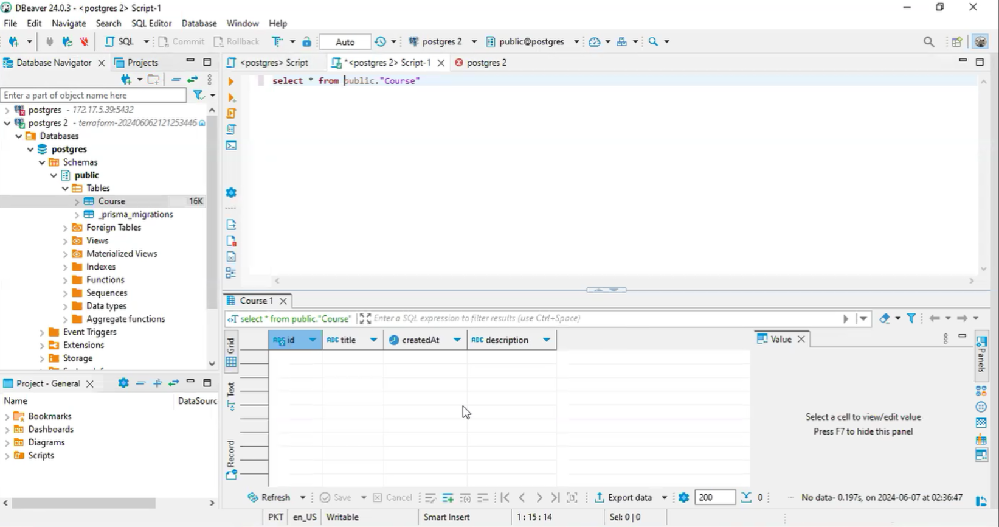 DBeaver 24.0.3 - <postgres 2> Script-1
File Edit Navigate Search SQL Editor Database Window Help
SQL Commit Rollback Auto postgres 2 public@postgres
Database Navigator Projects
Enter a part of object name here
postgres - 172.17.5.39:5432
postgres 2 - terraform-202406062121253446
Databases
postgres
Schemas
public
Tables
Course 16K
_prisma_migrations
Foreign Tables
Views
Materialized Views
Indexes
Functions
Sequences
Data types
Aggregate functions
Event Triggers
Extensions
Storage
Project - General
Name DataSourc
Bookmarks
Dashboards
Diagrams
Scripts
<postgres> Script *<postgres 2> Script-1 postgres 2
select * from public."Course"
Course 1
select * from public."Course" Enter a SQL expression to filter results (use Ctrl+Space)
Grid
Text
Record
ABC id ABC title createdAt ABC description
Value
Panels
Select a cell to view/edit value
Press F7 to hide this panel
Refresh Save Cancel Export data 200 0 No data - 0.197s, on 2024-06-07 at 02:36:47
PKT en_US Writable Smart Insert 1 : 15 : 14 Sel: 0 | 0